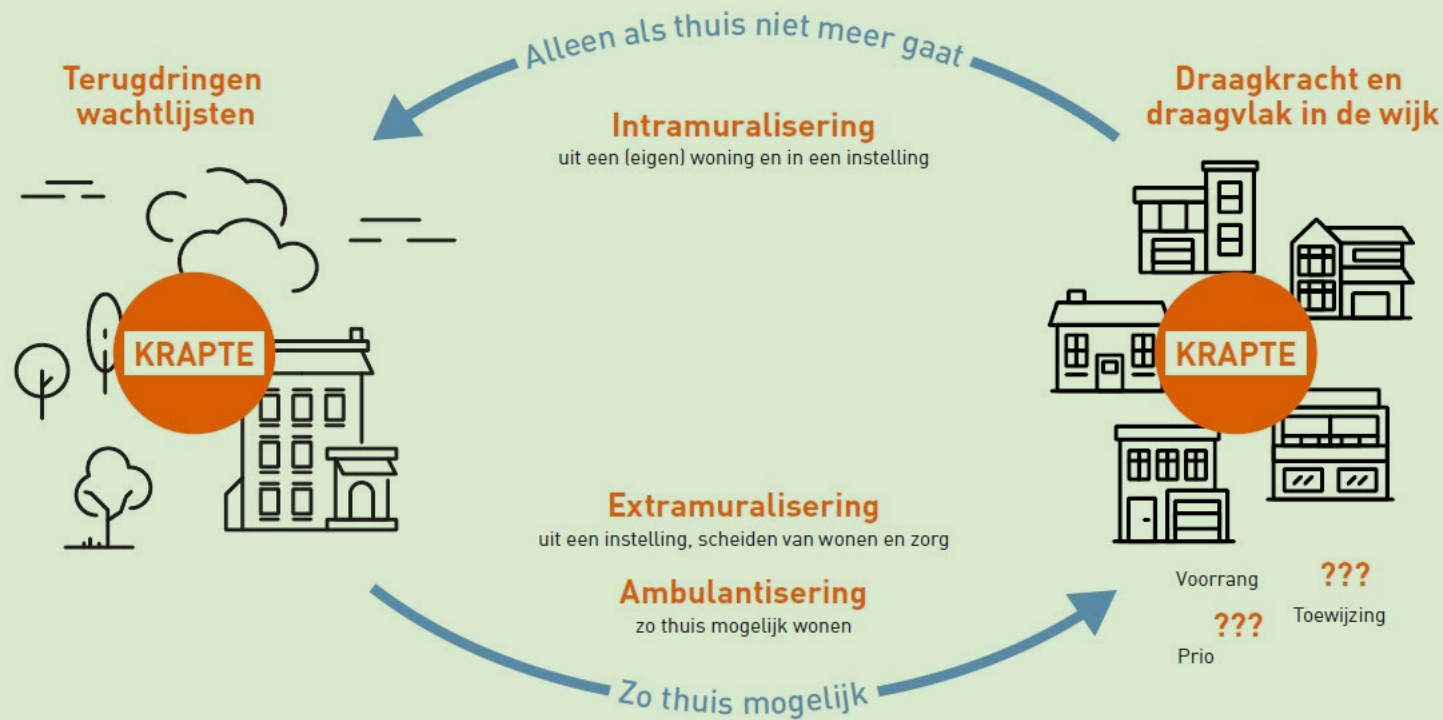 Alleen als thuis niet meer gaat
Terugdringen
wachtlijsten
Draagkracht en
draagvlak in de wijk
Intramuralisering
uit een (eigen) woning en in een instelling
KRAPTE
KRAPTE
Extramuralisering
uit een instelling, scheiden van wonen en zorg
Ambulantisering
zo thuis mogelijk wonen
Voorrang
???
Toewijzing
???
Prio
Zo thuis mogelijk